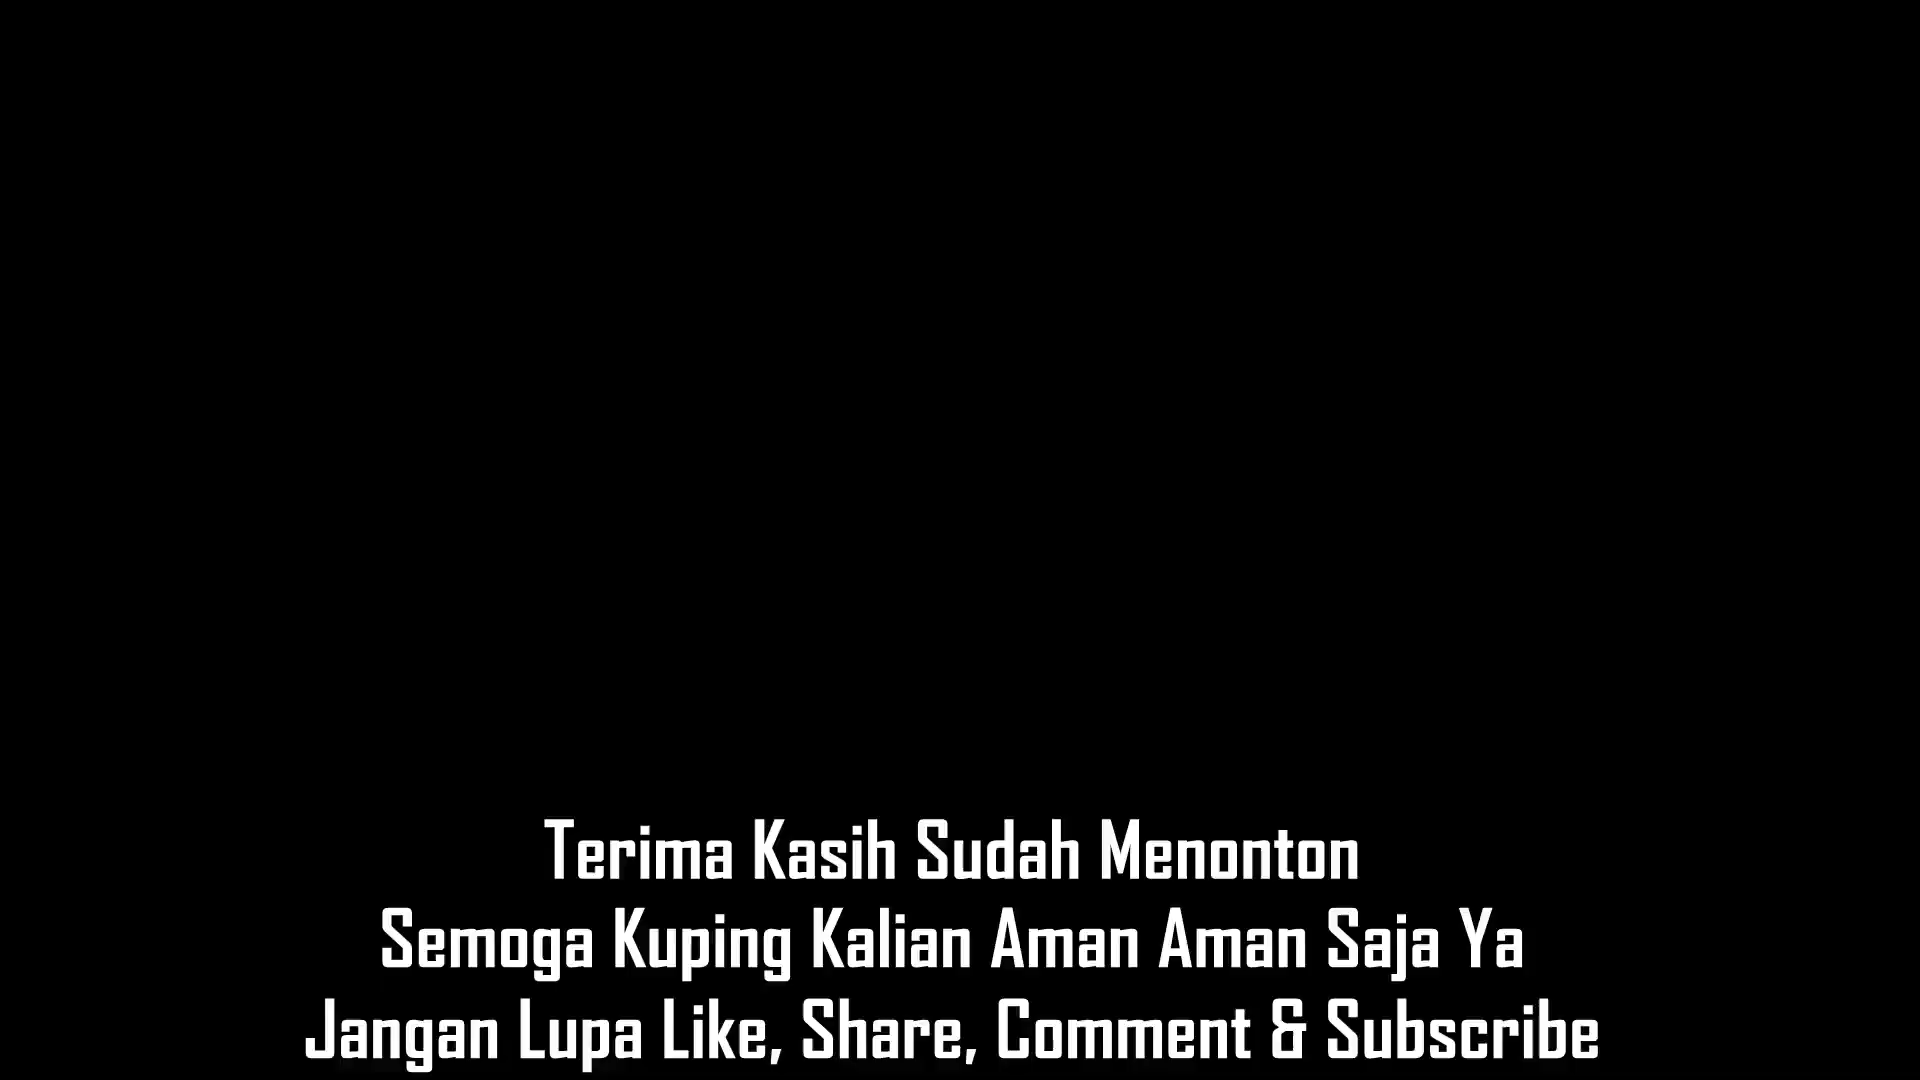 Terima Kasih Sudah Menonton
Semoga Kuping Kalian Aman Aman Saja Ya
Jangan Lupa Like, Share, Comment & Subscribe